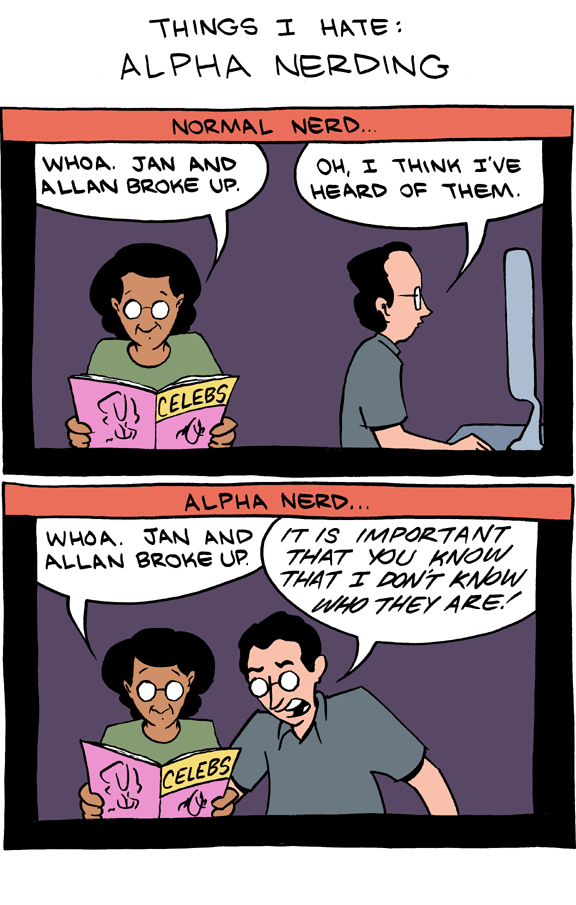 THINGS I HATE:
ALPHA NERDING
NORMAL NERD...
WHOA. JAN AND
ALLAN BROKE UP.
OH, I THINK I'VE
HEARD OF THEM.
CELEBS
ALPHA NERD...
WHOA. JAN AND
ALLAN BROKE UP.
IT IS IMPORTANT
THAT YOU KNOW
THAT I DON'T KNOW
WHO THEY ARE!
CELEBS